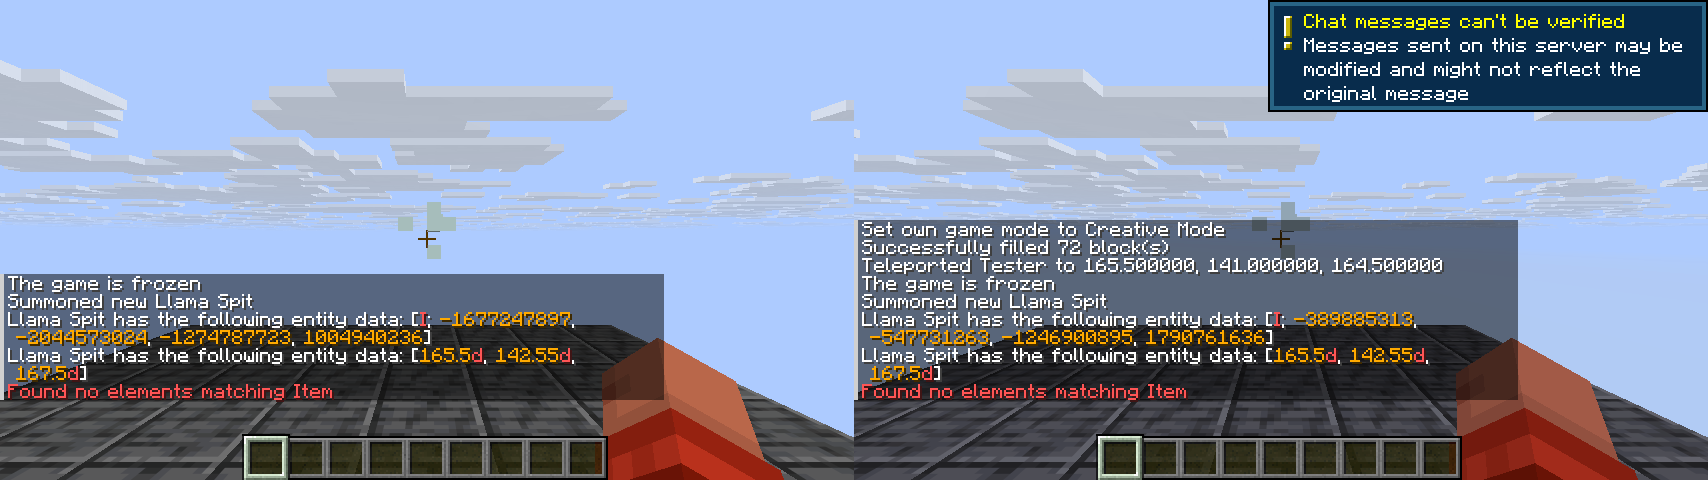 The game is frozen
Summoned new Llama Spit
Llama Spit has the following entity data: [I; -1677247897,
-2044573024, -1274787723, 1004940236]
Llama Spit has the following entity data: [165.5d, 142.55d,
167.5d]
Found no elements matching Item
Chat messages can't be verified
Messages sent on this server may be
modified and might not reflect the
original message
Set own game mode to Creative Mode
Successfully filled 72 block(s)
Teleported Tester to 165.500000, 141.000000, 164.500000
The game is frozen
Summoned new Llama Spit
Llama Spit has the following entity data: [I; -389885313,
-547731263, -1246900895, 1790761636]
Llama Spit has the following entity data: [165.5d, 142.55d,
167.5d]
Found no elements matching Item